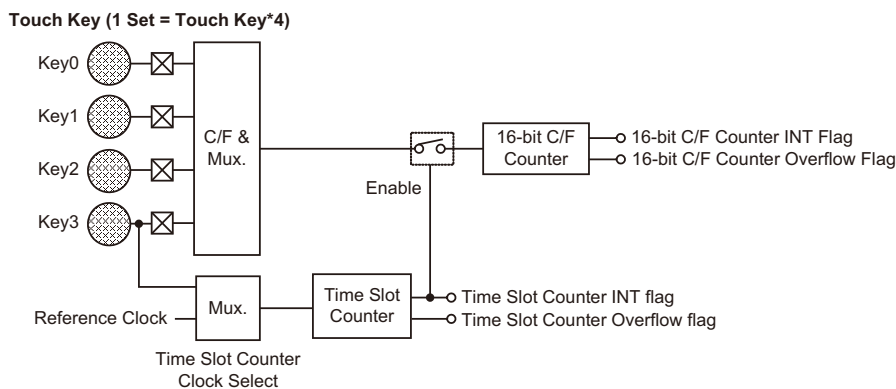 Touch Key (1 Set = Touch Key*4)
Key0
Key1
Key2
Key3
C/F &
Mux.
Enable
16-bit C/F
Counter
16-bit C/F Counter INT Flag
16-bit C/F Counter Overflow Flag
Reference Clock
Mux.
Time Slot
Counter
Time Slot Counter INT flag
Time Slot Counter Overflow flag
Time Slot Counter
Clock Select